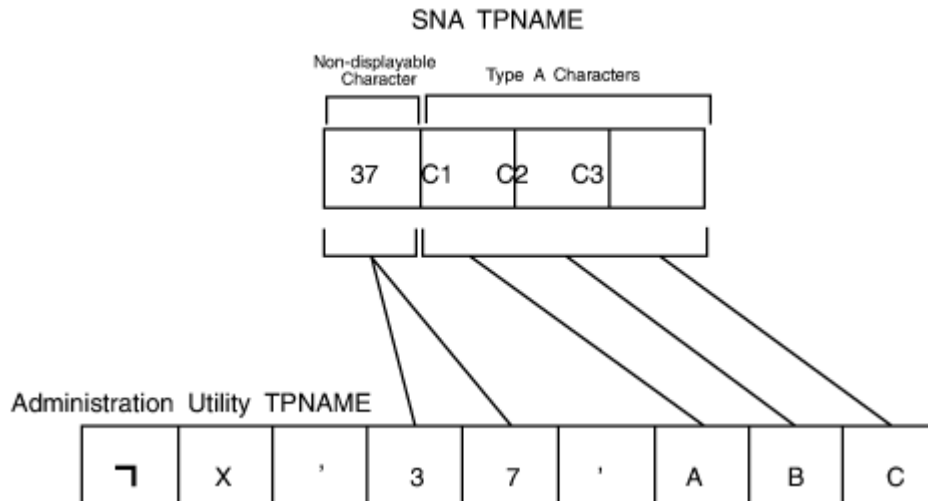 SNA TPNAME
Non-displayable
Character
Type A Characters
37 C1 C2 C3
Administration Utility TPNAME
¬ X ' 3 7 ' A B C